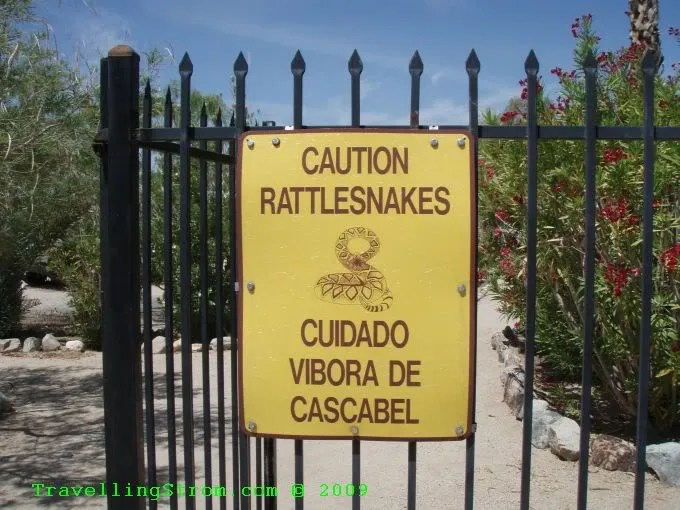 CAUTION
RATTLESNAKES
CUIDADO
VIBORA DE
CASCABEL
TravellingStrom.com © 2009